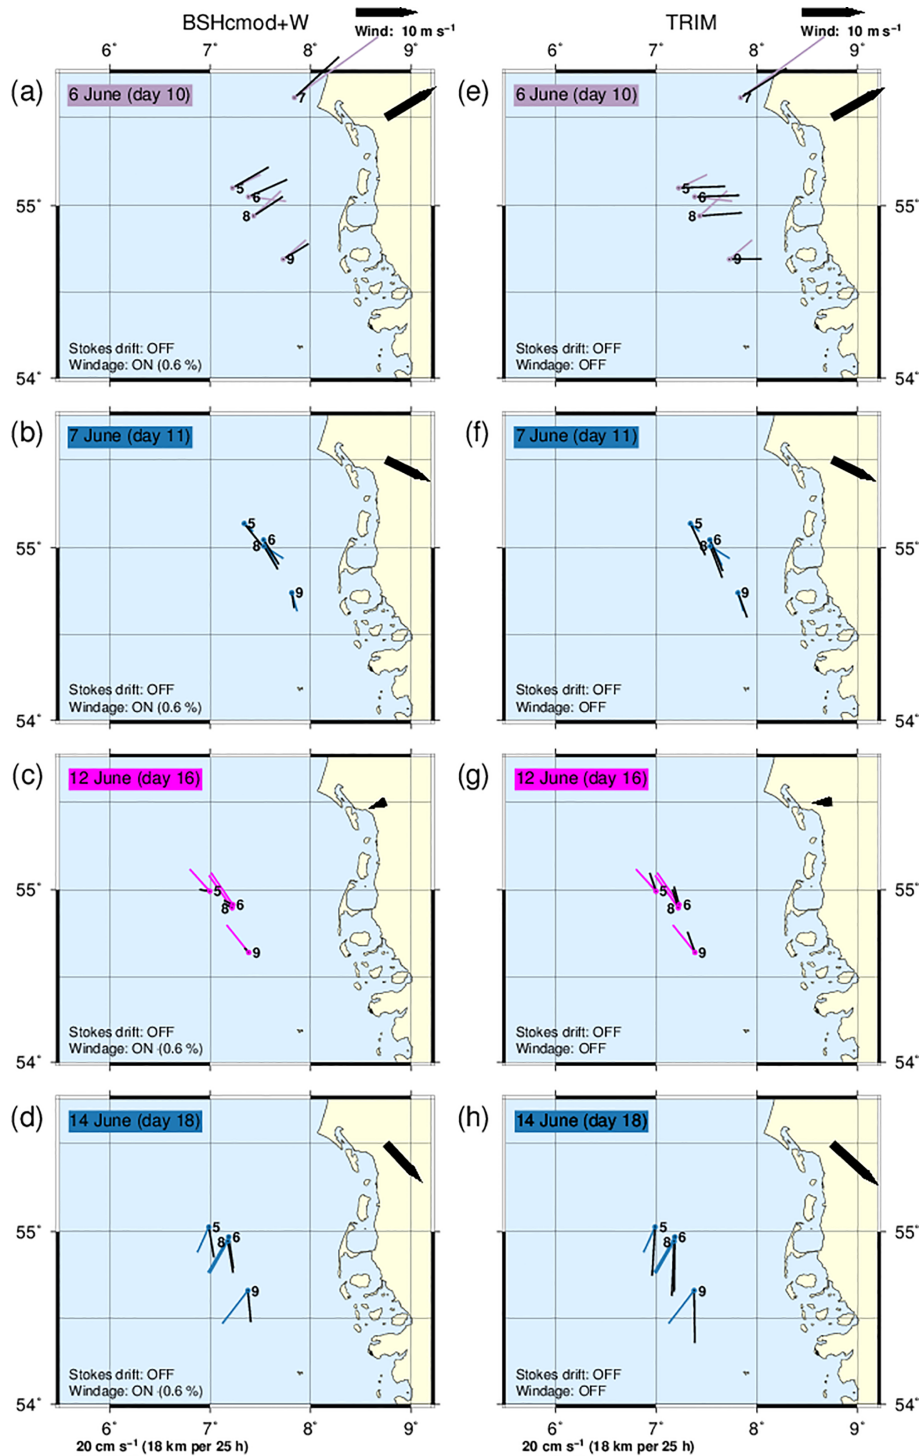 BSHcmod+W
TRIM
Wind: 10 m s⁻¹
Wind: 10 m s⁻¹
6° 7° 8° 9°
6° 7° 8° 9°
(a)
6 June (day 10)
7
5
6
8
9
Stokes drift: OFF
Windage: ON (0.6 %)
54°
55°
(e)
6 June (day 10)
7
5
6
8
9
Stokes drift: OFF
Windage: OFF
55°
54°
(b)
7 June (day 11)
5
6
8
9
55°
Stokes drift: OFF
Windage: ON (0.6 %)
54°
(f)
7 June (day 11)
5
6
8
9
55°
Stokes drift: OFF
Windage: OFF
54°
(c)
12 June (day 16)
5
6
8
9
55°
Stokes drift: OFF
Windage: ON (0.6 %)
54°
(g)
12 June (day 16)
5
6
8
9
55°
Stokes drift: OFF
Windage: OFF
54°
(d)
14 June (day 18)
5
6
8
9
55°
Stokes drift: OFF
Windage: ON (0.6 %)
54°
(h)
14 June (day 18)
5
6
8
9
55°
Stokes drift: OFF
Windage: OFF
54°
6° 7° 8° 9°
6° 7° 8° 9°
20 cm s⁻¹ (18 km per 25 h)
20 cm s⁻¹ (18 km per 25 h)